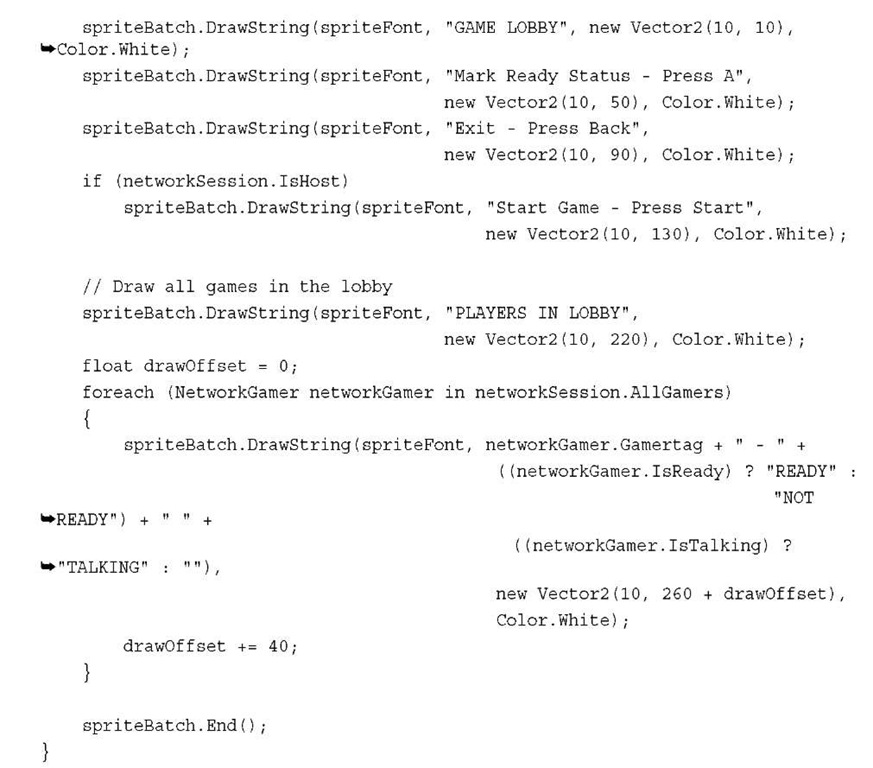 spriteBatch.DrawString(spriteFont, "GAME LOBBY", new Vector2(10, 10),
➥Color.White);
spriteBatch.DrawString(spriteFont, "Mark Ready Status - Press A",
new Vector2(10, 50), Color.White);
spriteBatch.DrawString(spriteFont, "Exit - Press Back",
new Vector2(10, 90), Color.White);
if (networkSession.IsHost)
spriteBatch.DrawString(spriteFont, "Start Game - Press Start",
new Vector2(10, 130), Color.White);
// Draw all games in the lobby
spriteBatch.DrawString(spriteFont, "PLAYERS IN LOBBY",
new Vector2(10, 220), Color.White);
float drawOffset = 0;
foreach (NetworkGamer networkGamer in networkSession.AllGamers)
{
spriteBatch.DrawString(spriteFont, networkGamer.Gamertag + " - " +
((networkGamer.IsReady) ? "READY" :
"NOT
➥READY") + " " +
((networkGamer.IsTalking) ?
➥"TALKING" : ""),
new Vector2(10, 260 + drawOffset),
Color.White);
drawOffset += 40;
}
spriteBatch.End();
}